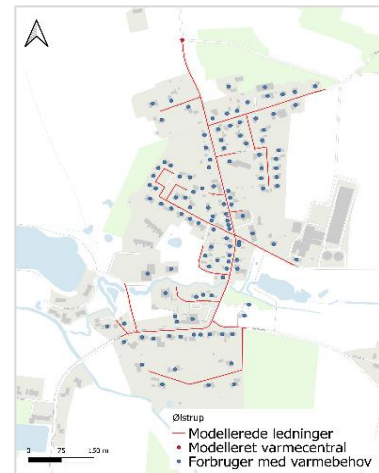 Ølstrup
Modellerede ledninger
Modelleret varmecentral
Forbruger med varmebehov
0 75 150 m